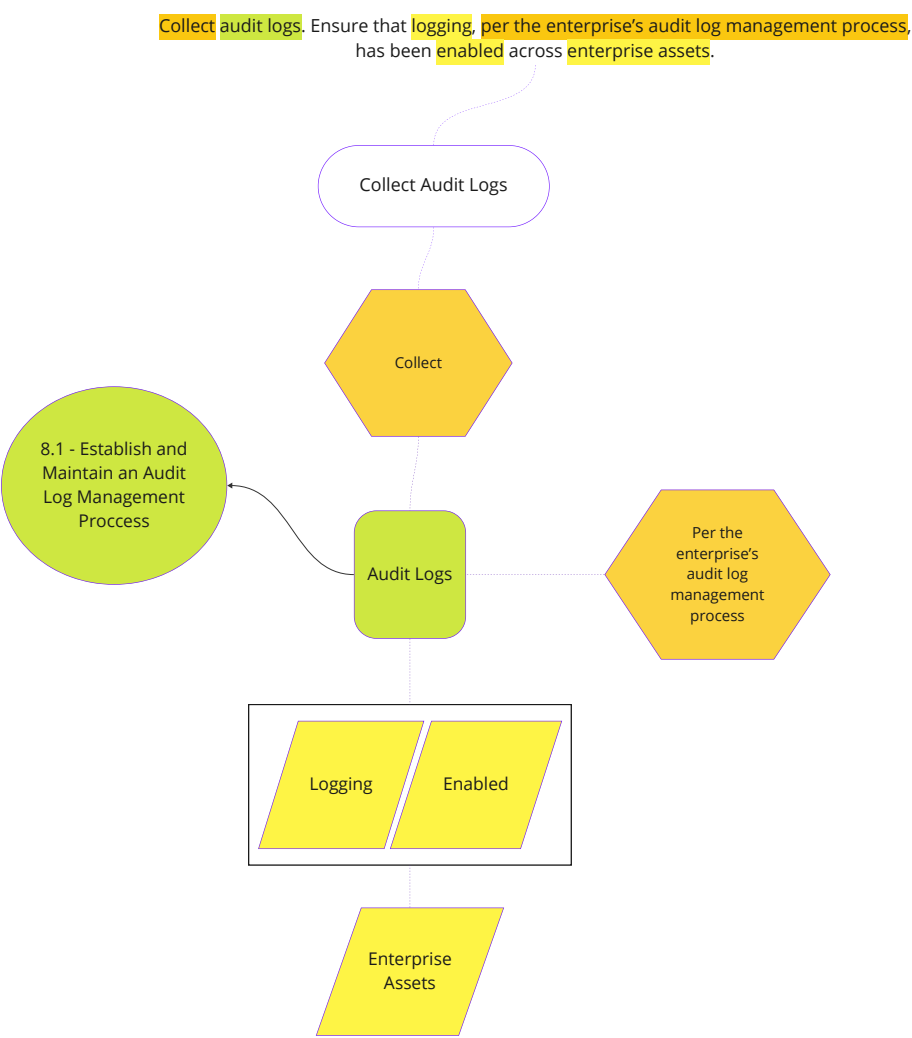 Collect audit logs. Ensure that logging, per the enterprise’s audit log management process,
has been enabled across enterprise assets.
Collect Audit Logs
Collect
8.1 - Establish and
Maintain an Audit
Log Management
Proccess
Audit Logs
Per the
enterprise’s
audit log
management
process
Logging
Enabled
Enterprise
Assets